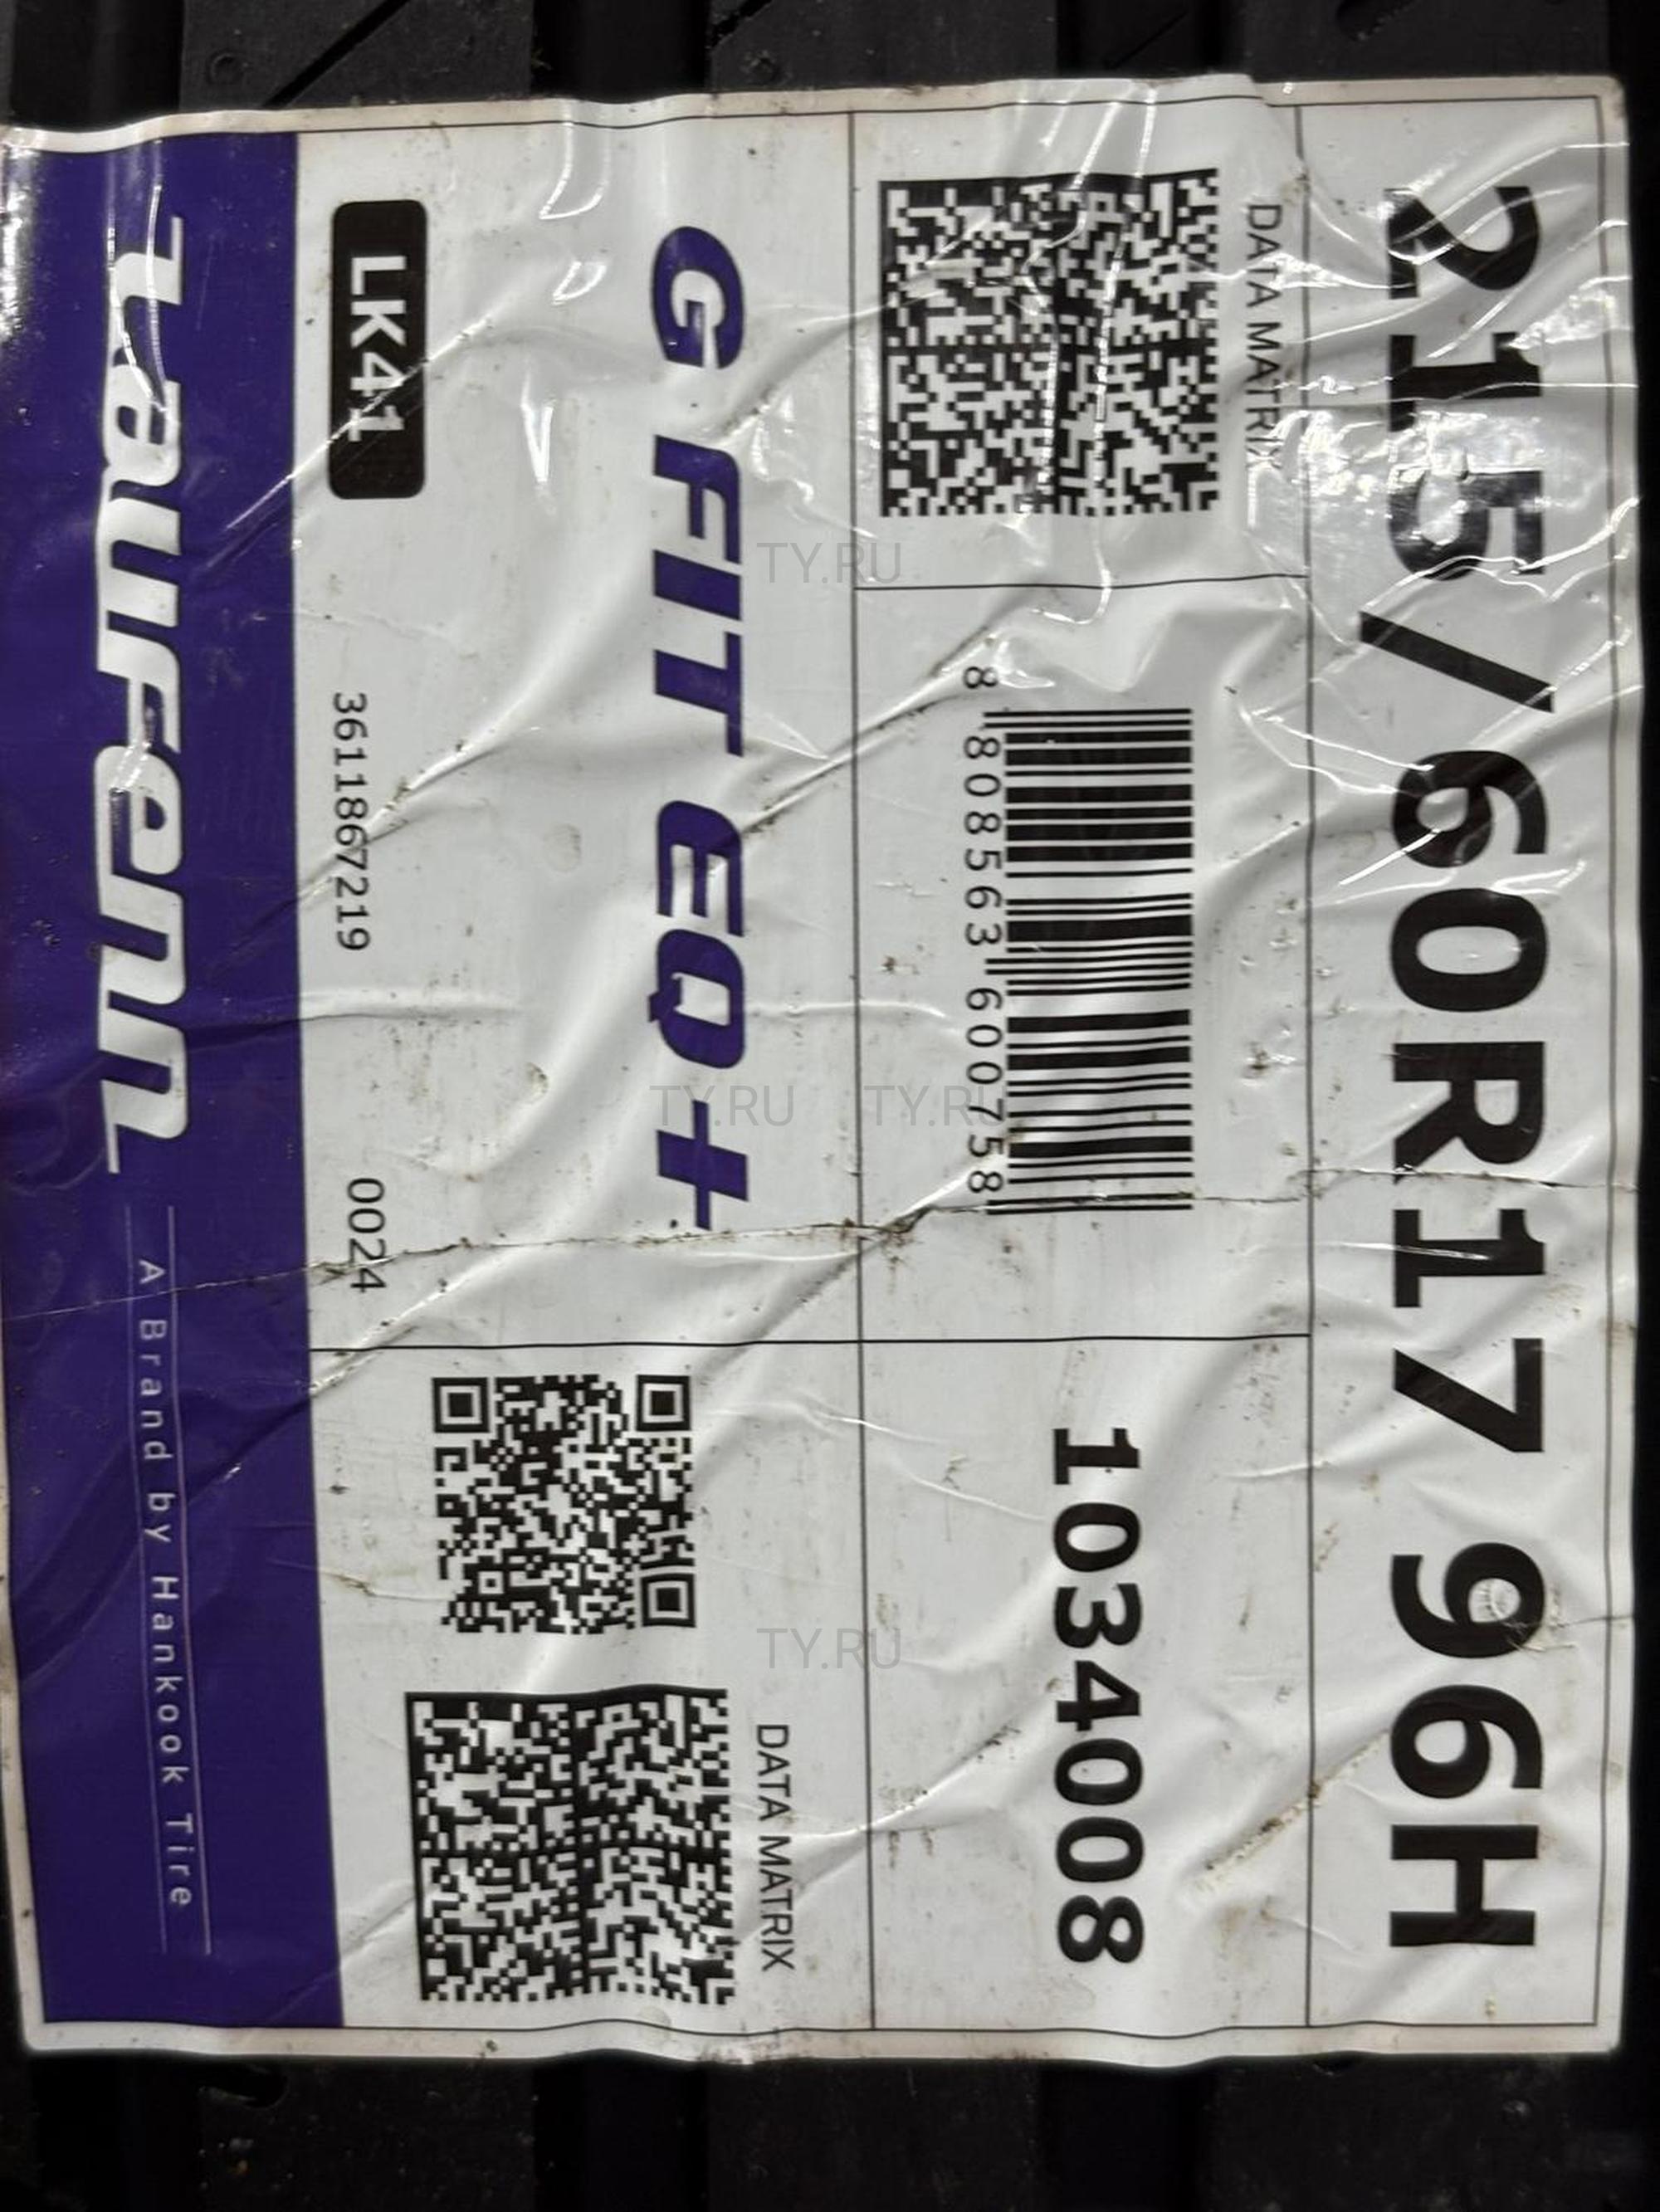 215/60R17 96H
DATA MATRIX
8 808563 600758
1034008
G FIT EQ+
DATA MATRIX
LK41
3611867219
0024
Laufenn
A Brand by Hankook Tire
TY.RU
TY.RU
TY.RU
TY.RU